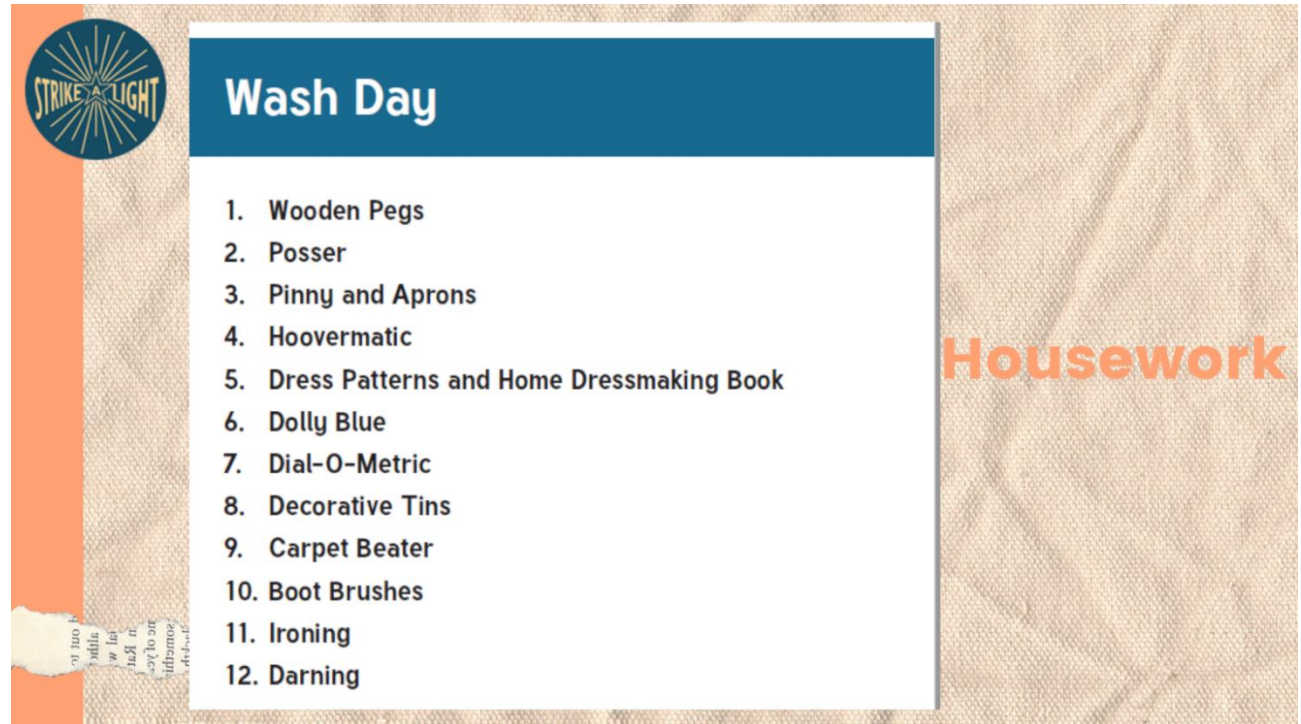 STRIKE A LIGHT
Wash Day
1. Wooden Pegs
2. Posser
3. Pinny and Aprons
4. Hoovermatic
5. Dress Patterns and Home Dressmaking Book
6. Dolly Blue
7. Dial-O-Metric
8. Decorative Tins
9. Carpet Beater
10. Boot Brushes
11. Ironing
12. Darning
Housework